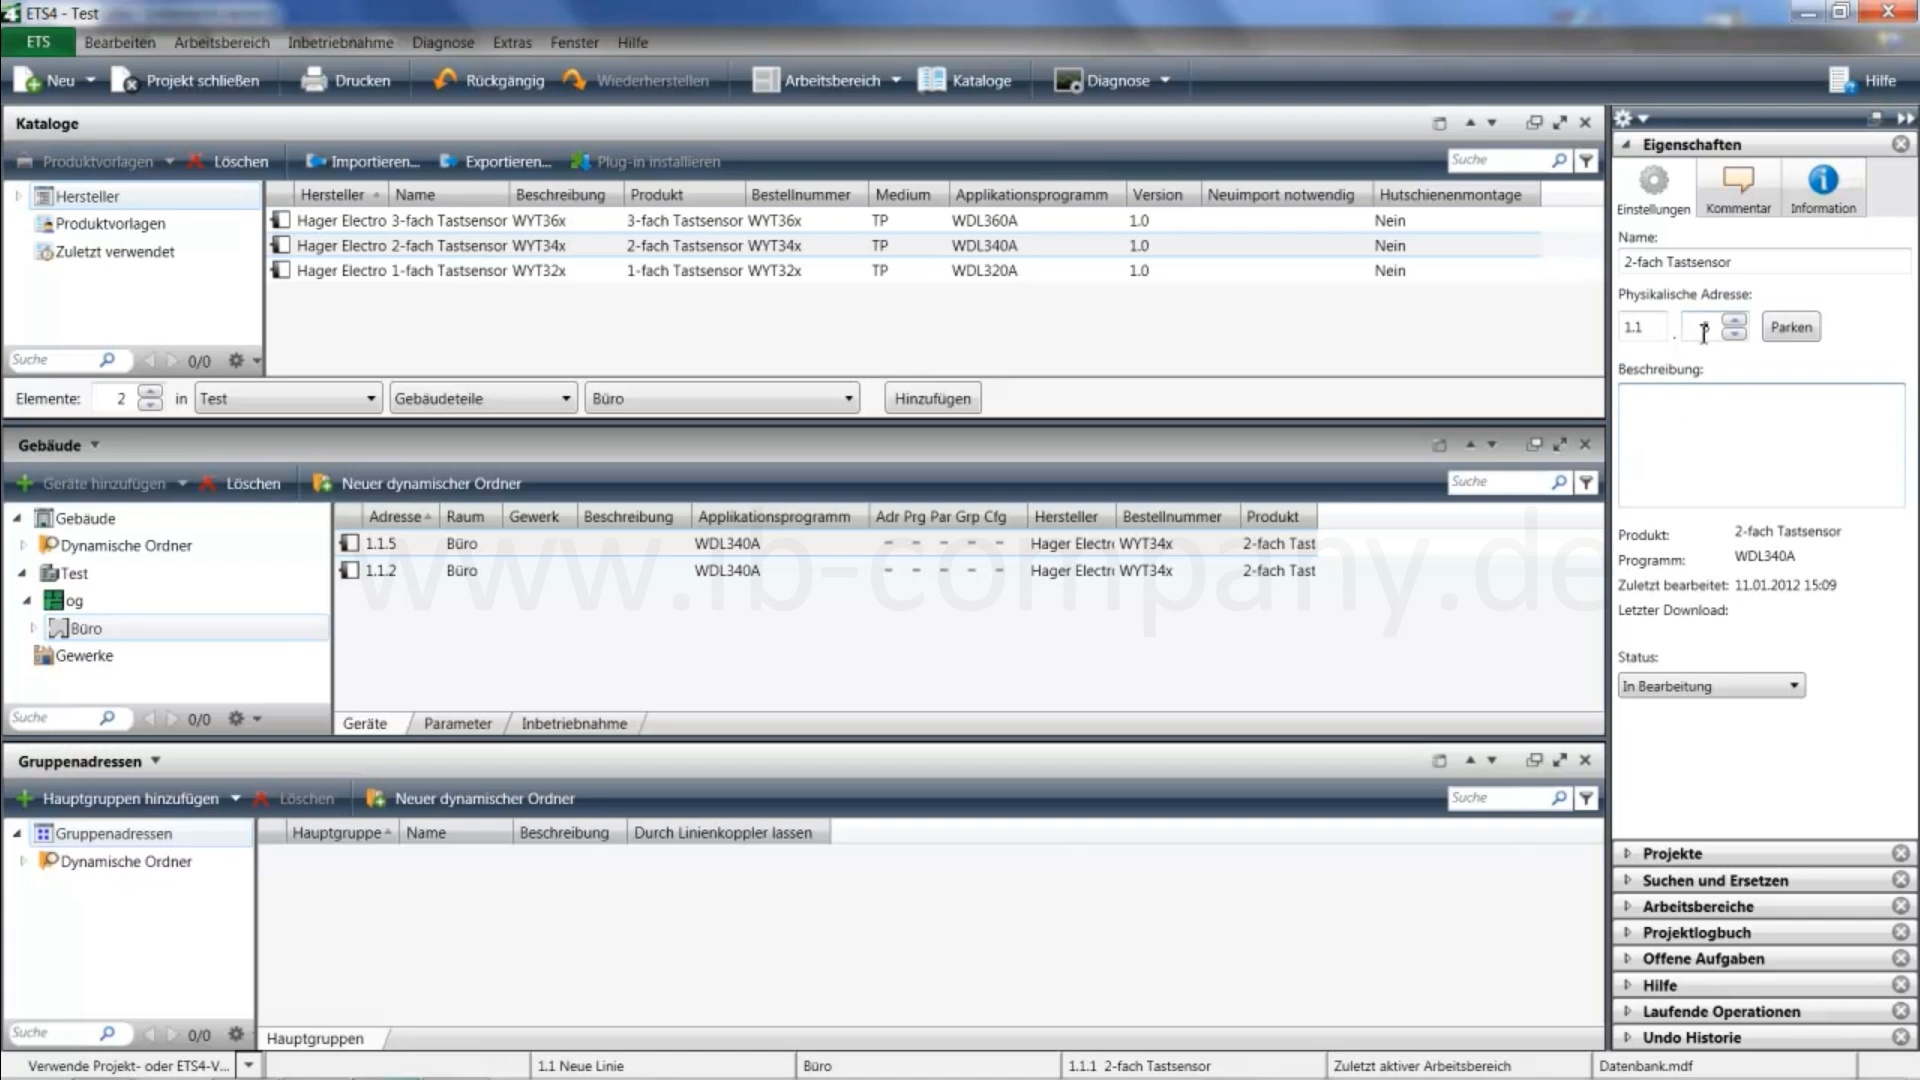 ETS4 - Test
ETS Bearbeiten Arbeitsbereich Inbetriebnahme Diagnose Extras Fenster Hilfe
Neu Projekt schließen Drucken Rückgängig Wiederherstellen Arbeitsbereich Kataloge Diagnose Hilfe
Kataloge
Produktvorlagen Löschen Importieren... Exportieren... Plug-in installieren Suche
Hersteller
Produktvorlagen
Zuletzt verwendet
Suche 0/0
Hersteller Name Beschreibung Produkt Bestellnummer Medium Applikationsprogramm Version Neuimport notwendig Hutschienenmontage
Hager Electro 3-fach Tastsensor WYT36x 3-fach Tastsensor WYT36x TP WDL360A 1.0 Nein
Hager Electro 2-fach Tastsensor WYT34x 2-fach Tastsensor WYT34x TP WDL340A 1.0 Nein
Hager Electro 1-fach Tastsensor WYT32x 1-fach Tastsensor WYT32x TP WDL320A 1.0 Nein
Elemente: 2 in Test Gebäudeteile Büro Hinzufügen
Gebäude
Geräte hinzufügen Löschen Neuer dynamischer Ordner Suche
Gebäude
Dynamische Ordner
Test
og
Büro
Gewerke
Suche 0/0
Adresse Raum Gewerk Beschreibung Applikationsprogramm Adr Prg Par Grp Cfg Hersteller Bestellnummer Produkt
1.1.5 Büro WDL340A - - - - - Hager Electr WYT34x 2-fach Tast
1.1.2 Büro WDL340A - - - - - Hager Electr WYT34x 2-fach Tast
www.ib-company.de
Geräte Parameter Inbetriebnahme
Gruppenadressen
Hauptgruppen hinzufügen Löschen Neuer dynamischer Ordner Suche
Gruppenadressen
Dynamische Ordner
Suche 0/0
Hauptgruppe Name Beschreibung Durch Linienkoppler lassen
Hauptgruppen
Eigenschaften
Einstellungen Kommentar Information
Name:
2-fach Tastsensor
Physikalische Adresse:
1.1 . Parken
Beschreibung:
Produkt: 2-fach Tastsensor
Programm: WDL340A
Zuletzt bearbeitet: 11.01.2012 15:09
Letzter Download:
Status:
In Bearbeitung
Projekte
Suchen und Ersetzen
Arbeitsbereiche
Projektlogbuch
Offene Aufgaben
Hilfe
Laufende Operationen
Undo Historie
Verwende Projekt- oder ETS4-V... 1.1 Neue Linie Büro 1.1.1 2-fach Tastsensor Zuletzt aktiver Arbeitsbereich Datenbank.mdf